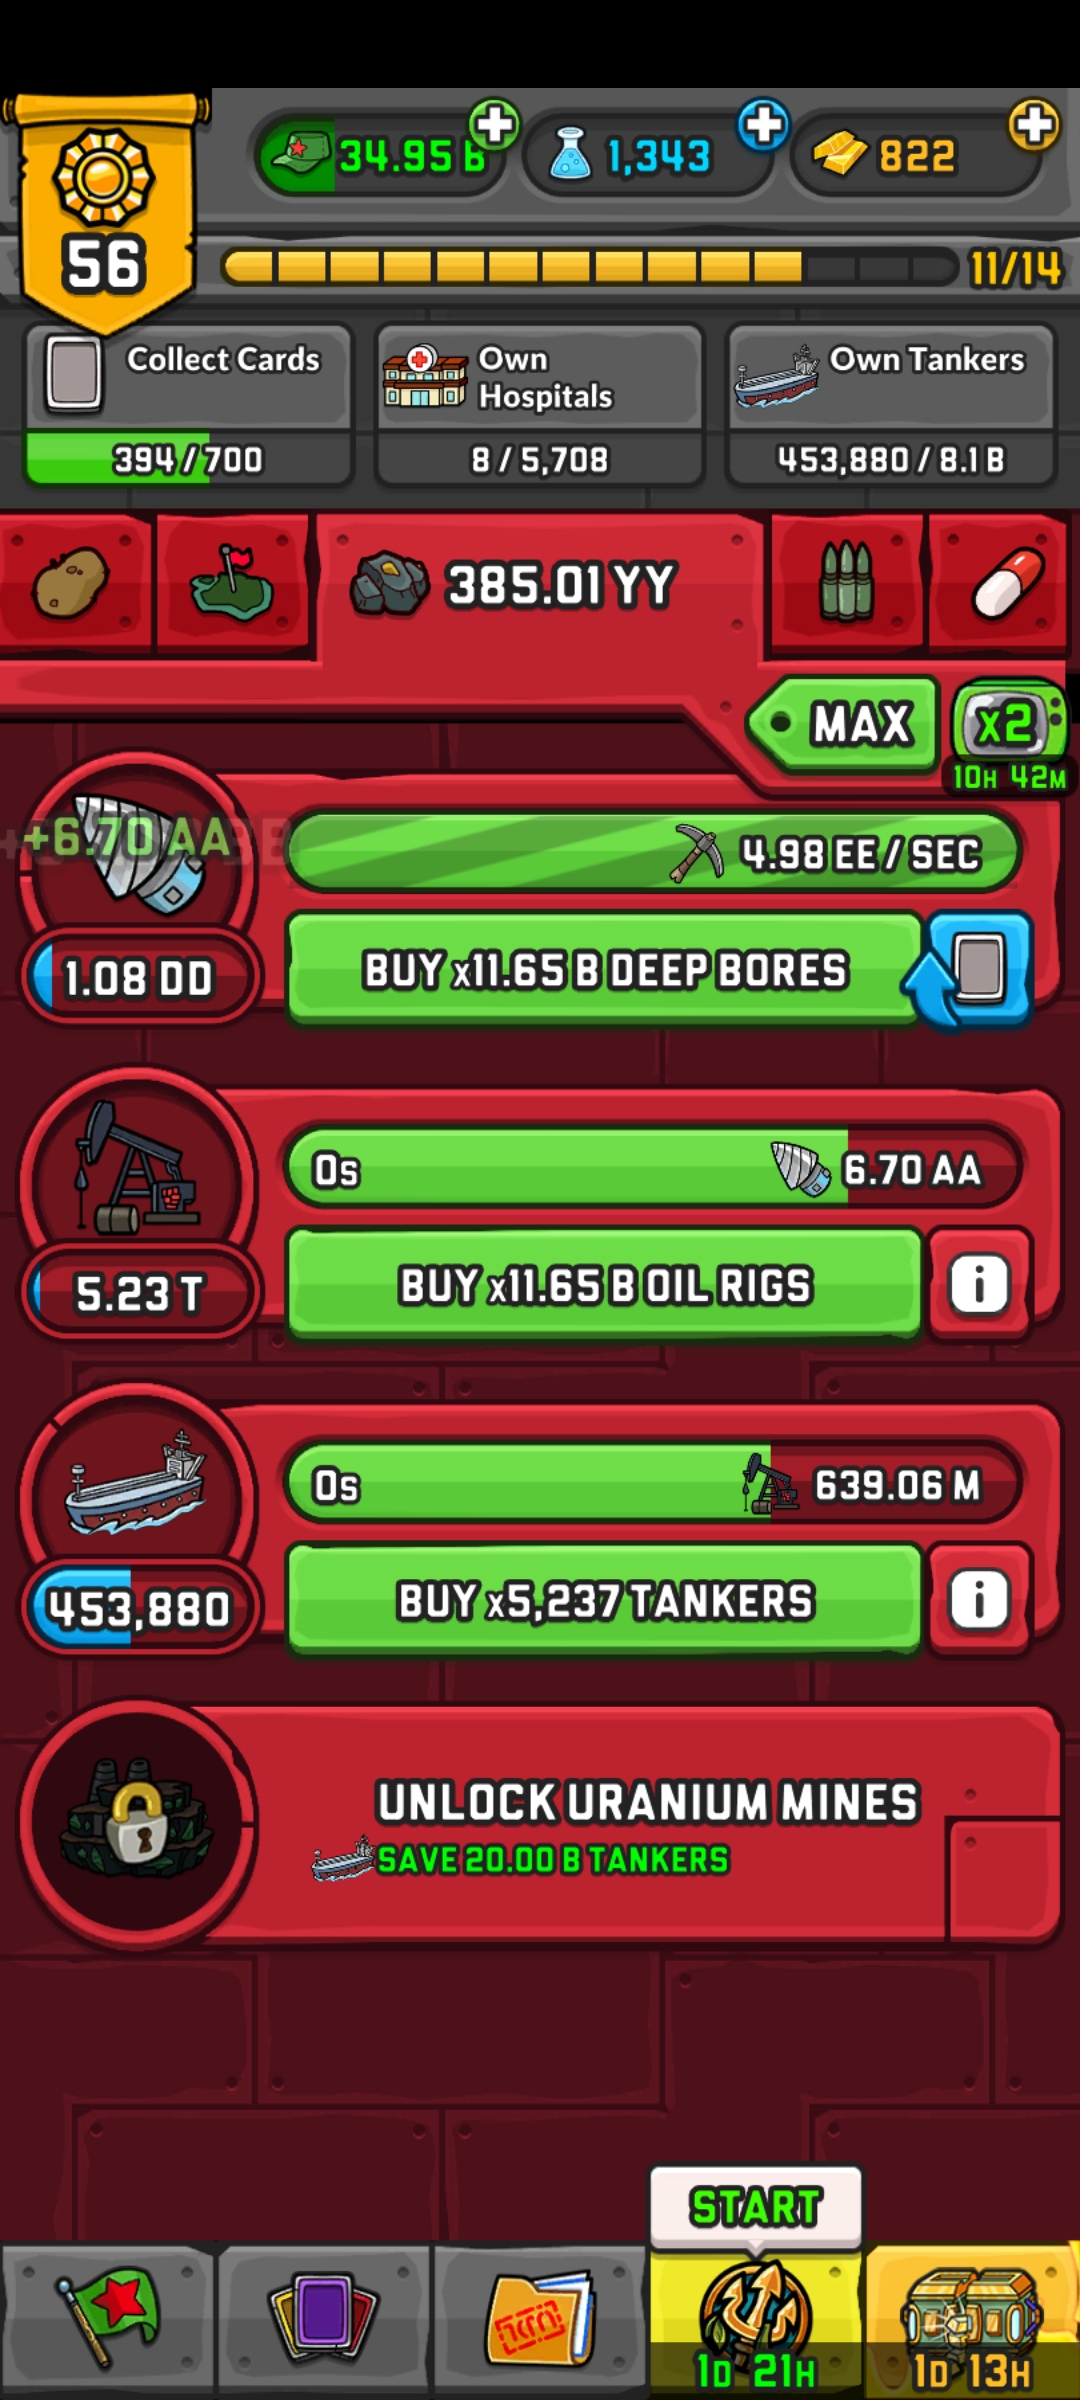 34.95 B
1,343
822
56
11/14
Collect Cards
394/700
Own
Hospitals
8/5,708
Own Tankers
453,880/8.1 B
385.01 YY
MAX
x2
10H 42M
+6.70 AA
4.98 EE/SEC
1.08 DD
BUY x11.65 B DEEP BORES
0s
6.70 AA
5.23 T
BUY x11.65 B OIL RIGS
i
0s
639.06 M
453,880
BUY x5,237 TANKERS
i
UNLOCK URANIUM MINES
SAVE 20.00 B TANKERS
START
1D 21H
1D 13H